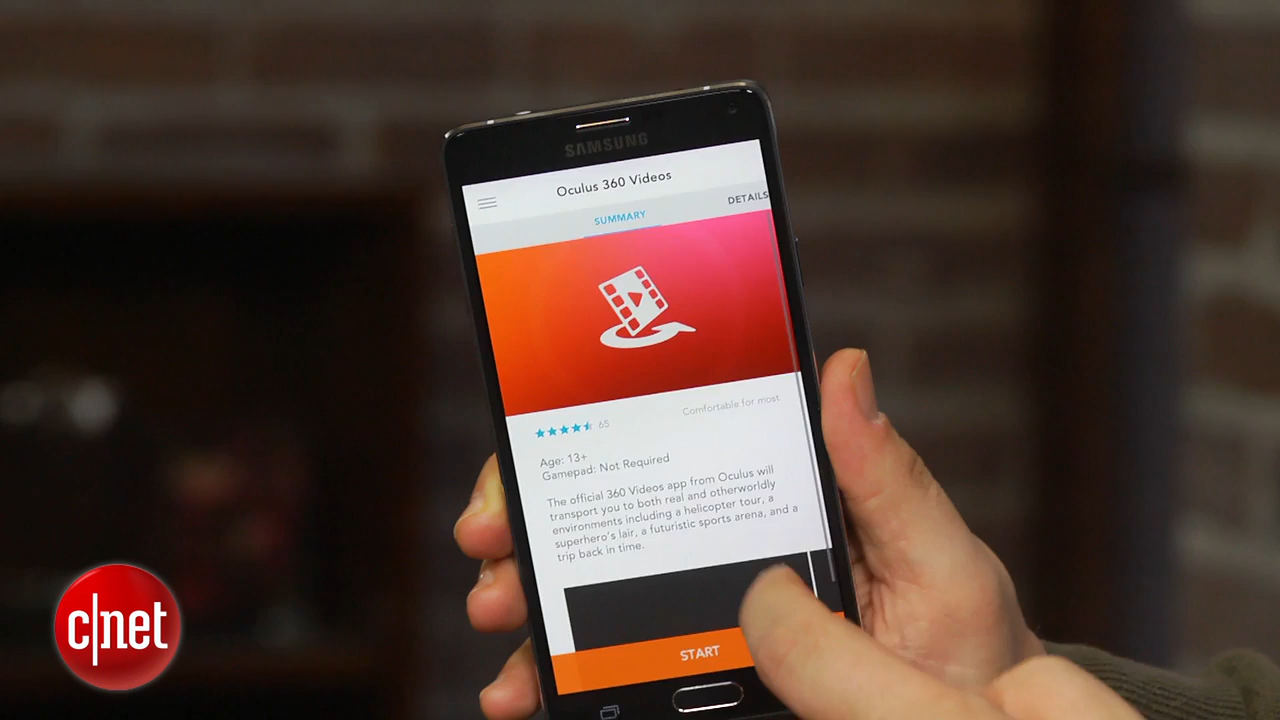 SAMSUNG
Oculus 360 Videos
SUMMARY
DETAILS
65
Comfortable for most
Age: 13+
Gamepad: Not Required
The official 360 Videos app from Oculus will
transport you to both real and otherworldly
environments including a helicopter tour, a
superhero's lair, a futuristic sports arena, and a
trip back in time.
START
c|net